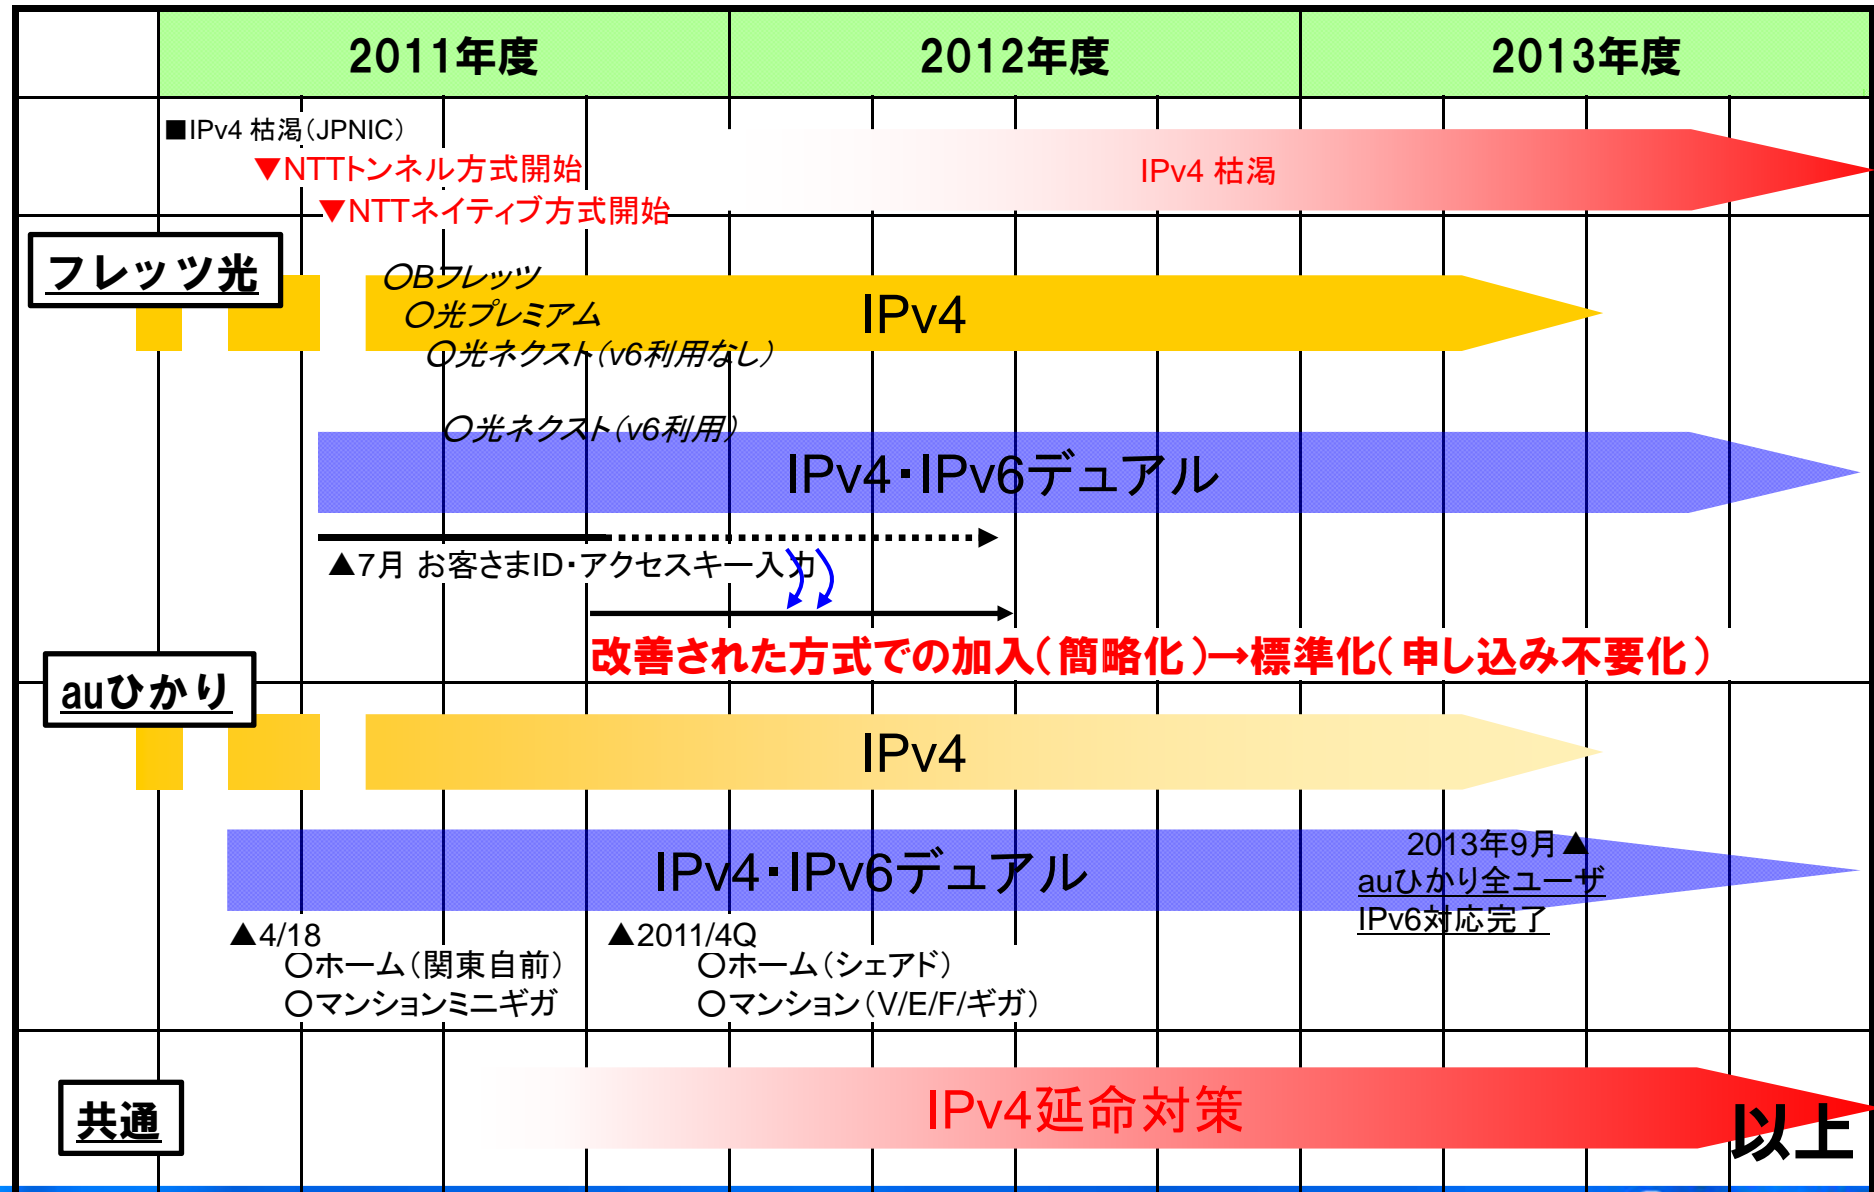 2011年度 2012年度 2013年度
■IPv4 枯渇(JPNIC)
▼NTTトンネル方式開始
IPv4 枯渇
▼NTTネイティブ方式開始
フレッツ光
○Bフレッツ
○光プレミアム
IPv4
○光ネクスト(v6利用なし)
○光ネクスト(v6利用)
IPv4・IPv6デュアル
▲7月 お客さまID・アクセスキー入力
改善された方式での加入(簡略化)→標準化(申し込み不要化)
auひかり
IPv4
IPv4・IPv6デュアル
2013年9月▲
auひかり全ユーザ
IPv6対応完了
▲4/18
○ホーム(関東自前)
○マンションミニギガ
▲2011/4Q
○ホーム(シェアド)
○マンション(V/E/F/ギガ)
共通
IPv4延命対策
以上